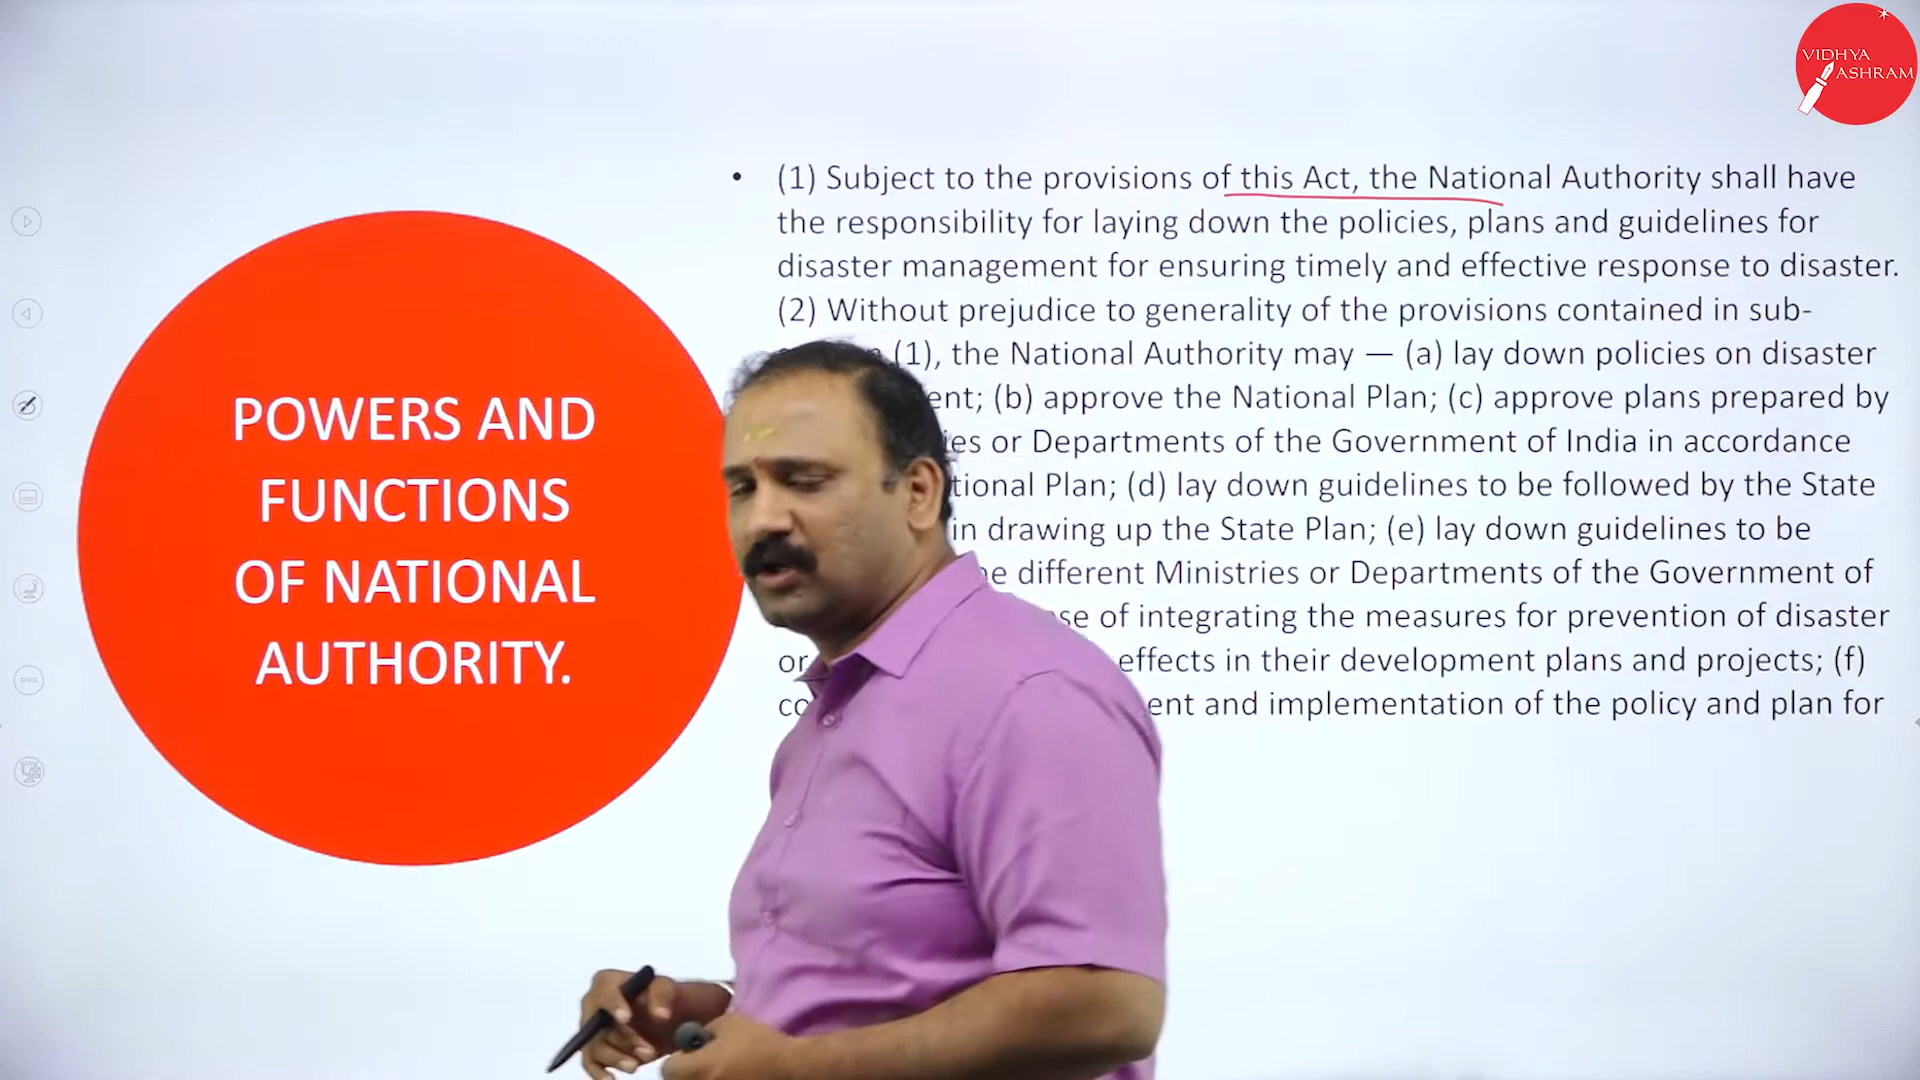 VIDHYA
ASHRAM
POWERS AND
FUNCTIONS
OF NATIONAL
AUTHORITY.
• (1) Subject to the provisions of this Act, the National Authority shall have
the responsibility for laying down the policies, plans and guidelines for
disaster management for ensuring timely and effective response to disaster.
(2) Without prejudice to generality of the provisions contained in sub-
(1), the National Authority may — (a) lay down policies on disaster
(b) approve the National Plan; (c) approve plans prepared by
or Departments of the Government of India in accordance
Plan; (d) lay down guidelines to be followed by the State
in drawing up the State Plan; (e) lay down guidelines to be
different Ministries or Departments of the Government of
of integrating the measures for prevention of disaster
or effects in their development plans and projects; (f)
and implementation of the policy and plan for